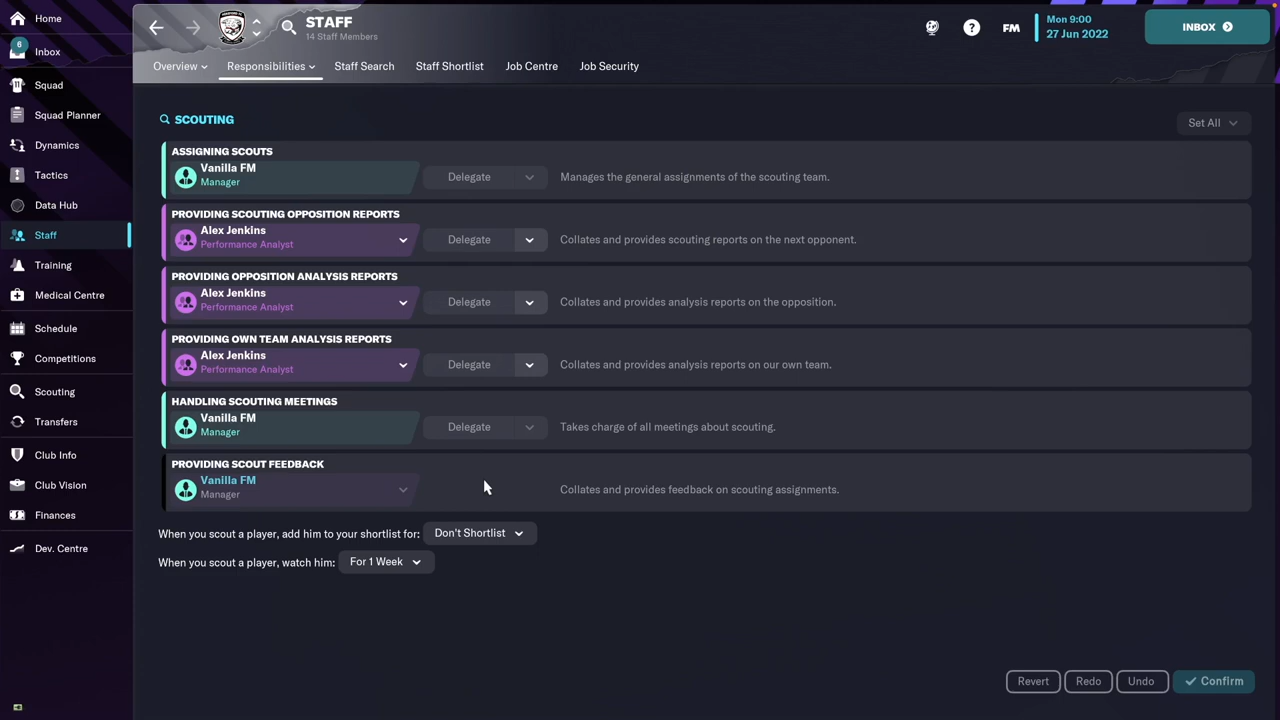 Home
6
Inbox
Squad
Squad Planner
Dynamics
Tactics
Data Hub
Staff
Training
Medical Centre
Schedule
Competitions
Scouting
Transfers
Club Info
Club Vision
Finances
Dev. Centre
STAFF
14 Staff Members
FM
Mon 9:00
27 Jun 2022
INBOX
Overview
Responsibilities
Staff Search
Staff Shortlist
Job Centre
Job Security
SCOUTING
Set All
ASSIGNING SCOUTS
Vanilla FM
Manager
Delegate
Manages the general assignments of the scouting team.
PROVIDING SCOUTING OPPOSITION REPORTS
Alex Jenkins
Performance Analyst
Delegate
Collates and provides scouting reports on the next opponent.
PROVIDING OPPOSITION ANALYSIS REPORTS
Alex Jenkins
Performance Analyst
Delegate
Collates and provides analysis reports on the opposition.
PROVIDING OWN TEAM ANALYSIS REPORTS
Alex Jenkins
Performance Analyst
Delegate
Collates and provides analysis reports on our own team.
HANDLING SCOUTING MEETINGS
Vanilla FM
Manager
Delegate
Takes charge of all meetings about scouting.
PROVIDING SCOUT FEEDBACK
Vanilla FM
Manager
Collates and provides feedback on scouting assignments.
When you scout a player, add him to your shortlist for: Don't Shortlist
When you scout a player, watch him: For 1 Week
Revert
Redo
Undo
Confirm